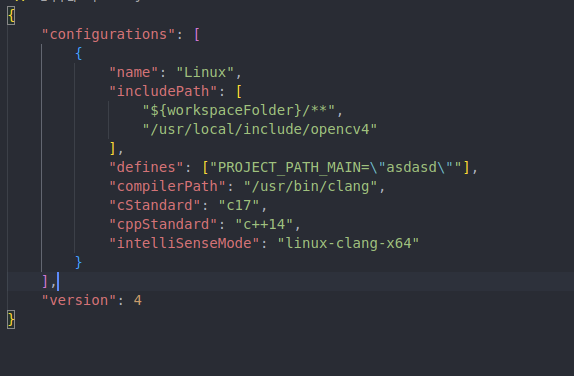 {
"configurations": [
{
"name": "Linux",
"includePath": [
"${workspaceFolder}/**",
"/usr/local/include/opencv4"
],
"defines": ["PROJECT_PATH_MAIN=\"asdasd\""],
"compilerPath": "/usr/bin/clang",
"cStandard": "c17",
"cppStandard": "c++14",
"intelliSenseMode": "linux-clang-x64"
}
],
"version": 4
}